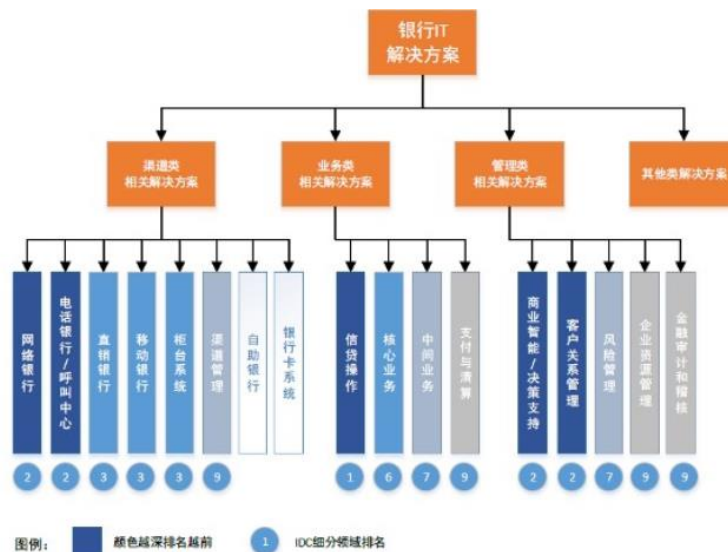 银行IT
解决方案
渠道类
相关解决方案
业务类
相关解决方案
管理类
相关解决方案
其他类解决方案
网络银行
电话银行/呼叫中心
直销银行
移动银行
柜台系统
渠道管理
自助银行
银行卡系统
信贷操作
核心业务
中间业务
支付与清算
商业智能/决策支持
客户关系管理
风险管理
企业资源管理
金融审计和稽核
2
2
3
3
3
9
1
6
7
9
2
2
7
9
9
图例：
颜色越深排名越前
1
IDC细分领域排名